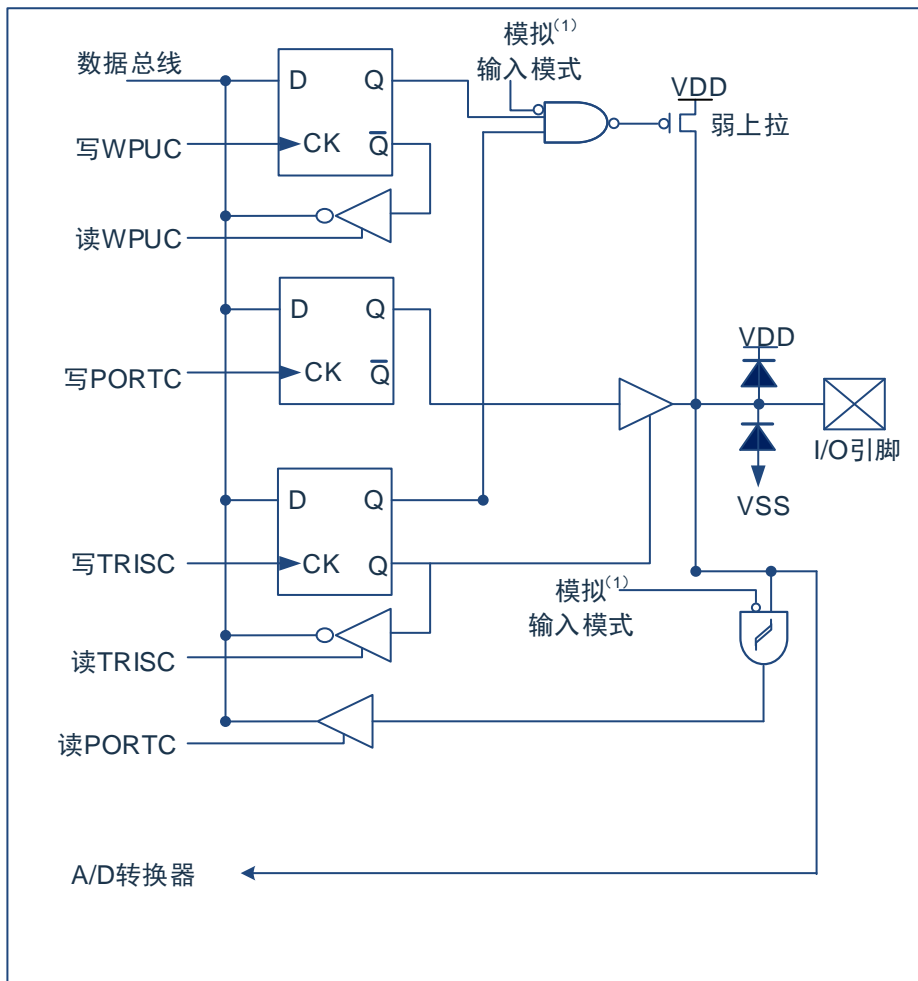 模拟(1)
输入模式
数据总线
D
Q
VDD
弱上拉
写WPUC
CK
Q̅
读WPUC
D
Q
VDD
写PORTC
CK
Q̅
I/O引脚
D
Q
VSS
写TRISC
CK
Q
模拟(1)
输入模式
读TRISC
读PORTC
A/D转换器